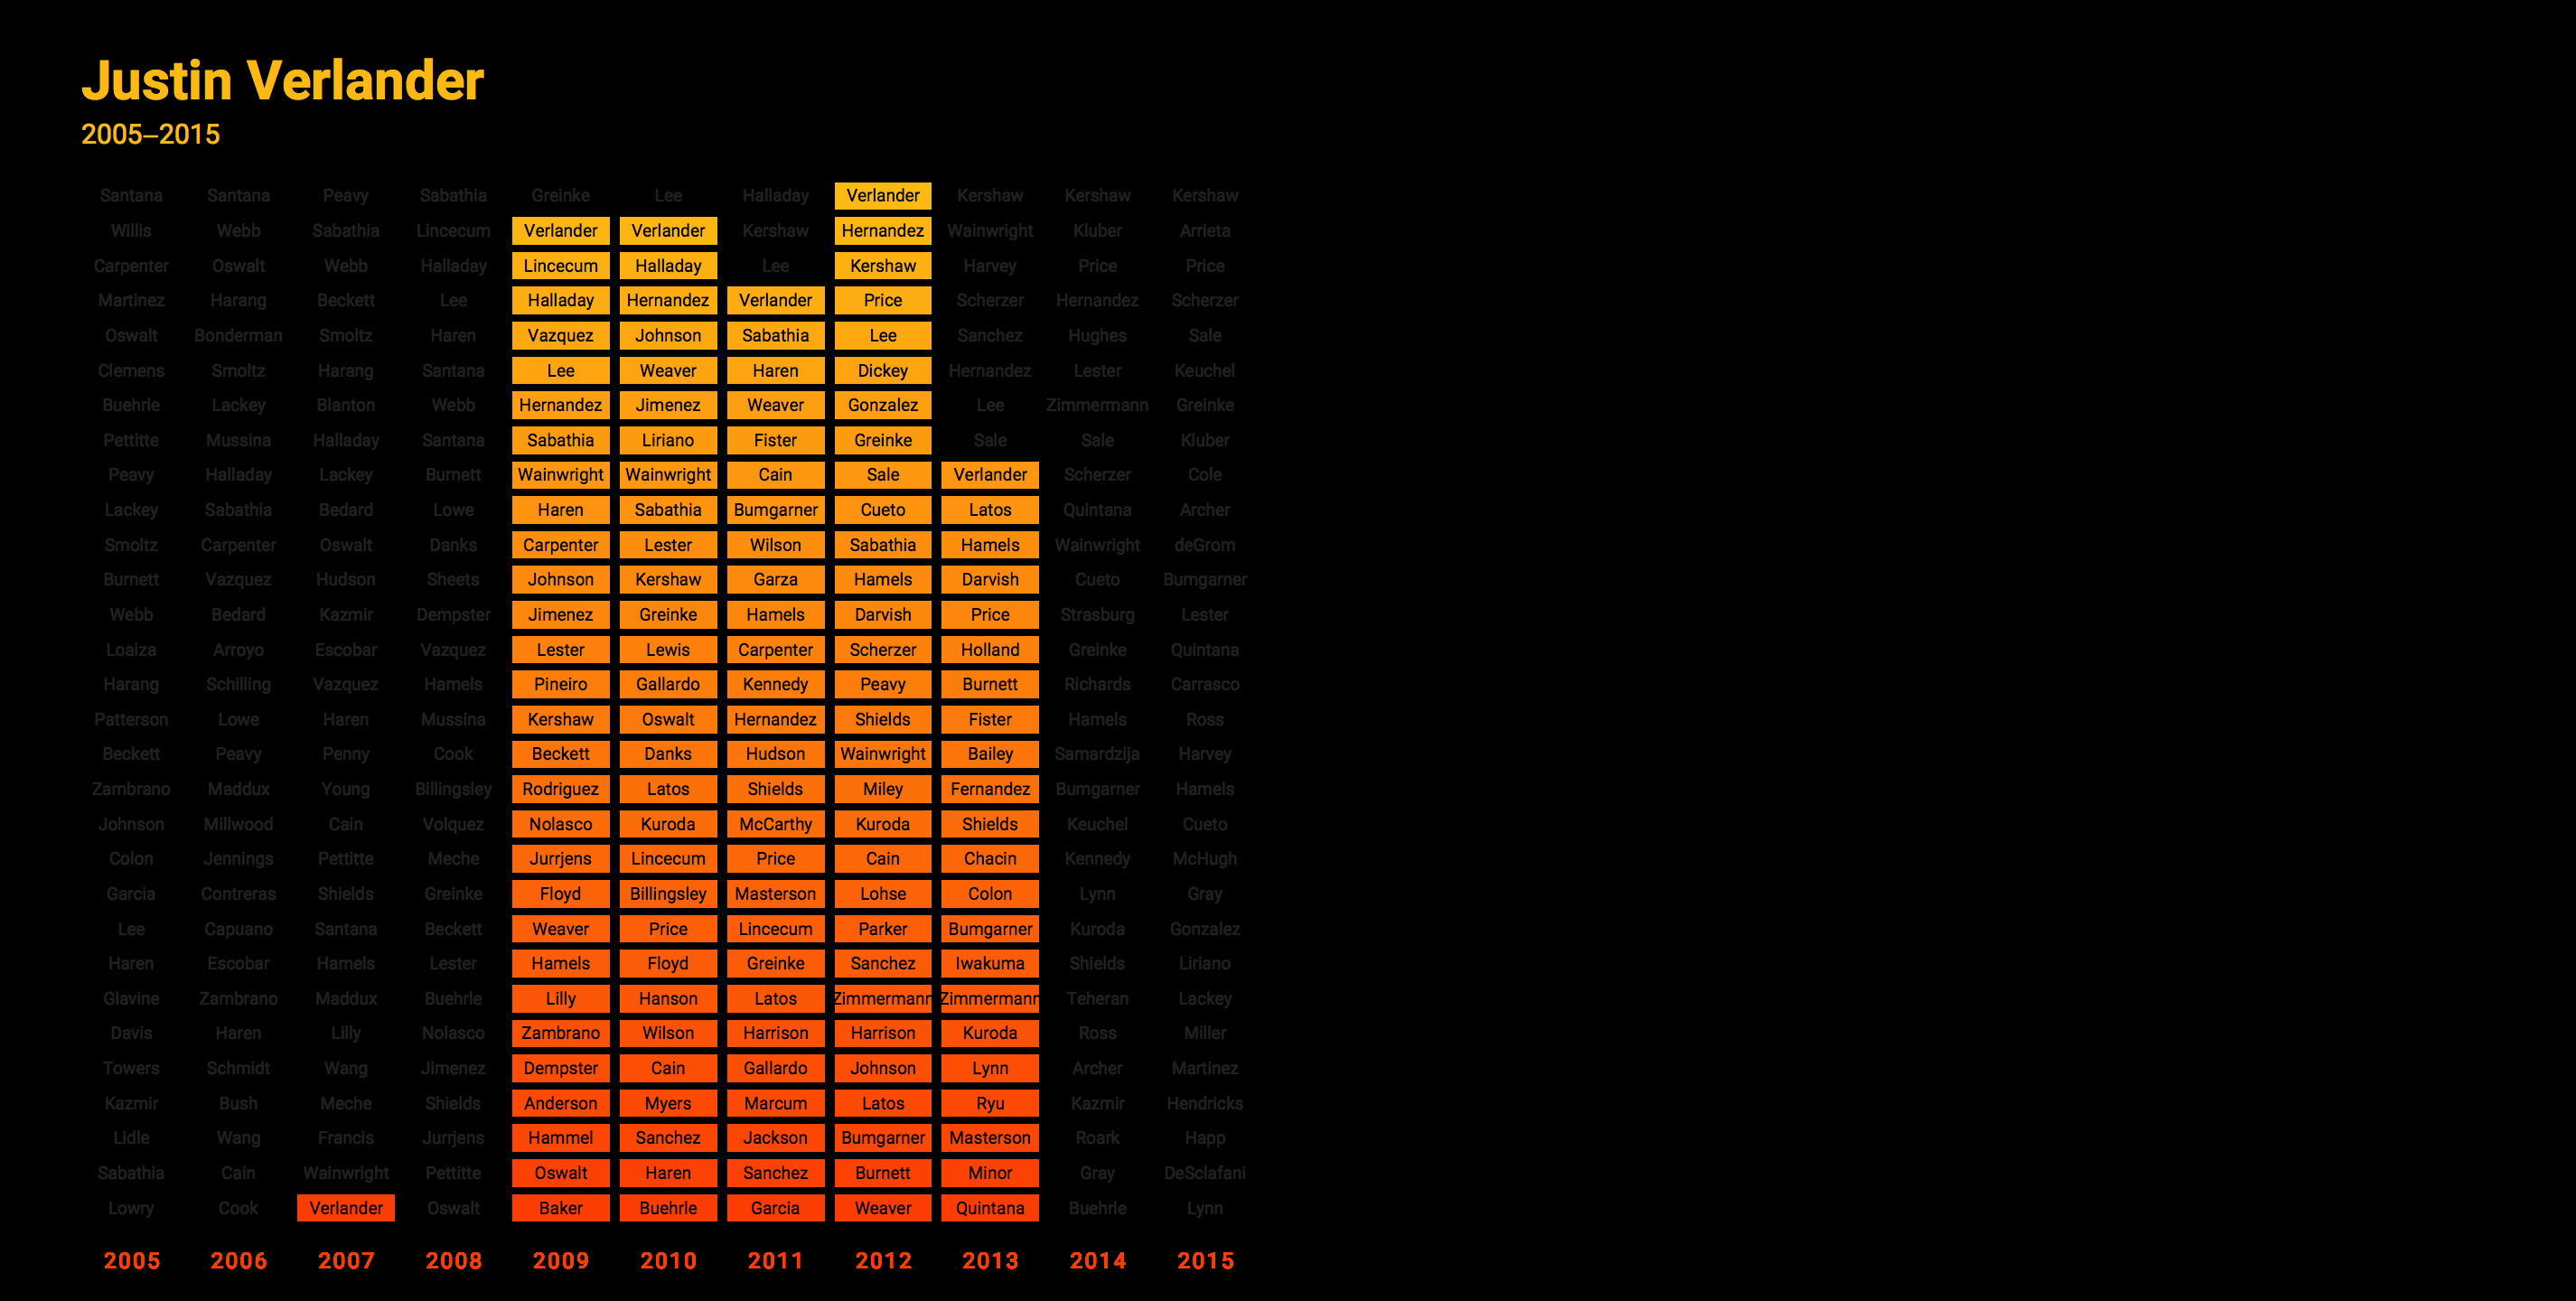 Justin Verlander
2005–2015
Santana Santana Peavy Sabathia Greinke Lee Halladay Verlander Kershaw Kershaw Kershaw
Willis Webb Sabathia Lincecum Verlander Verlander Kershaw Hernandez Wainwright Kluber Arrieta
Carpenter Oswalt Webb Halladay Lincecum Halladay Lee Kershaw Harvey Price Price
Martinez Harang Beckett Lee Halladay Hernandez Verlander Price Scherzer Hernandez Scherzer
Oswalt Bonderman Smoltz Haren Vazquez Johnson Sabathia Lee Sanchez Hughes Sale
Clemens Smoltz Harang Santana Lee Weaver Haren Dickey Hernandez Lester Keuchel
Buehrle Lackey Blanton Webb Hernandez Jimenez Weaver Gonzalez Lee Zimmermann Greinke
Pettitte Mussina Halladay Santana Sabathia Liriano Fister Greinke Sale Sale Kluber
Peavy Halladay Lackey Burnett Wainwright Wainwright Cain Sale Verlander Scherzer Cole
Lackey Sabathia Bedard Lowe Haren Sabathia Bumgarner Cueto Latos Quintana Archer
Smoltz Carpenter Oswalt Danks Carpenter Lester Wilson Sabathia Hamels Wainwright deGrom
Burnett Vazquez Hudson Sheets Johnson Kershaw Garza Hamels Darvish Cueto Bumgarner
Webb Bedard Kazmir Dempster Jimenez Greinke Hamels Darvish Price Strasburg Lester
Loaiza Arroyo Escobar Vazquez Lester Lewis Carpenter Scherzer Holland Greinke Quintana
Harang Schilling Vazquez Hamels Pineiro Gallardo Kennedy Peavy Burnett Richards Carrasco
Patterson Lowe Haren Mussina Kershaw Oswalt Hernandez Shields Fister Hamels Ross
Beckett Peavy Penny Cook Beckett Danks Hudson Wainwright Bailey Samardzija Harvey
Zambrano Maddux Young Billingsley Rodriguez Latos Shields Miley Fernandez Bumgarner Hamels
Johnson Millwood Cain Volquez Nolasco Kuroda McCarthy Kuroda Shields Keuchel Cueto
Colon Jennings Pettitte Meche Jurrjens Lincecum Price Cain Chacin Kennedy McHugh
Garcia Contreras Shields Greinke Floyd Billingsley Masterson Lohse Colon Lynn Gray
Lee Capuano Santana Beckett Weaver Price Lincecum Parker Bumgarner Kuroda Gonzalez
Haren Escobar Hamels Lester Hamels Floyd Greinke Sanchez Iwakuma Shields Liriano
Glavine Zambrano Maddux Buehrle Lilly Hanson Latos Zimmermann Zimmermann Teheran Lackey
Davis Haren Lilly Nolasco Zambrano Wilson Harrison Harrison Kuroda Ross Miller
Towers Schmidt Wang Jimenez Dempster Cain Gallardo Johnson Lynn Archer Martinez
Kazmir Bush Meche Shields Anderson Myers Marcum Latos Ryu Kazmir Hendricks
Lidle Wang Francis Jurrjens Hammel Sanchez Jackson Bumgarner Masterson Roark Happ
Sabathia Cain Wainwright Pettitte Oswalt Haren Sanchez Burnett Minor Gray DeSclafani
Lowry Cook Verlander Oswalt Baker Buehrle Garcia Weaver Quintana Buehrle Lynn
2005 2006 2007 2008 2009 2010 2011 2012 2013 2014 2015